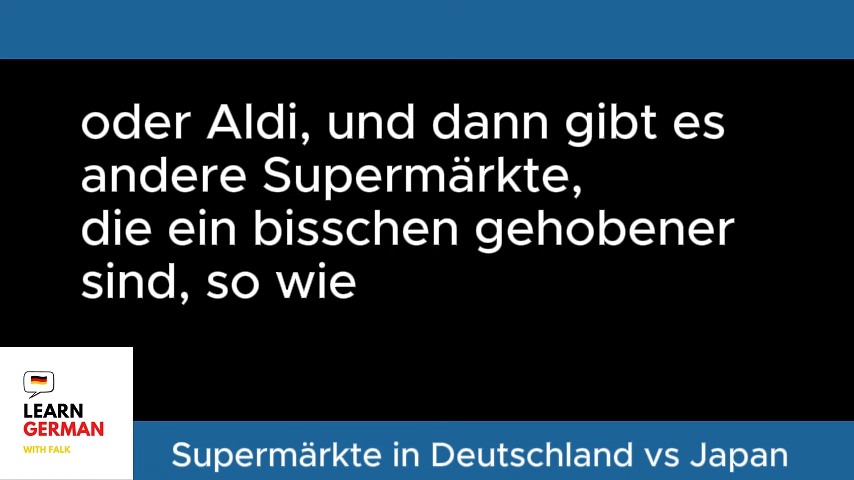 oder Aldi, und dann gibt es
andere Supermärkte,
die ein bisschen gehobener
sind, so wie
LEARN
GERMAN
WITH FALK
Supermärkte in Deutschland vs Japan